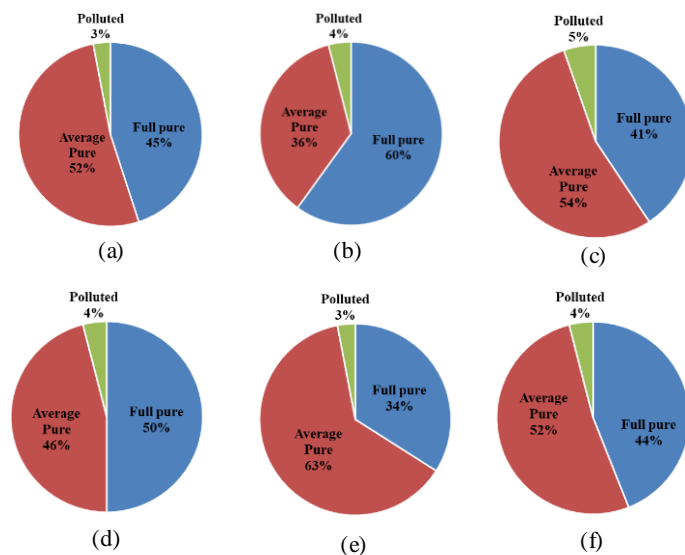 Polluted
3%
Average
Pure
52%
Full pure
45%
(a)
Polluted
4%
Average
Pure
36%
Full pure
60%
(b)
Polluted
5%
Full pure
41%
Average
Pure
54%
(c)
Polluted
4%
Average
Pure
46%
Full pure
50%
(d)
Polluted
3%
Full pure
34%
Average
Pure
63%
(e)
Polluted
4%
Average
Pure
52%
Full pure
44%
(f)